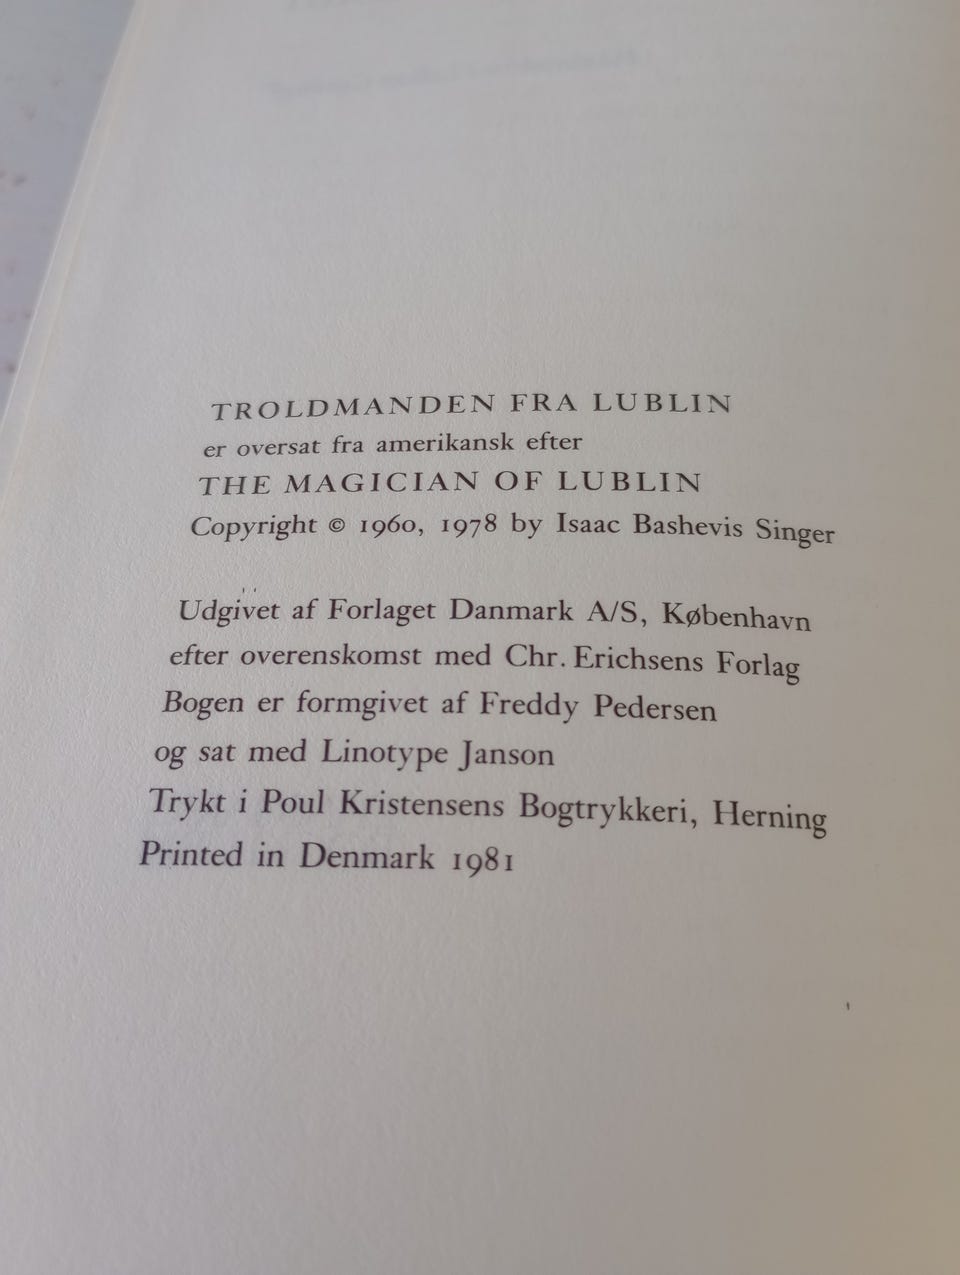 TROLDMANDEN FRA LUBLIN
er oversat fra amerikansk efter
THE MAGICIAN OF LUBLIN
Copyright © 1960, 1978 by Isaac Bashevis Singer
Udgivet af Forlaget Danmark A/S, København
efter overenskomst med Chr. Erichsens Forlag
Bogen er formgivet af Freddy Pedersen
og sat med Linotype Janson
Trykt i Poul Kristensens Bogtrykkeri, Herning
Printed in Denmark 1981